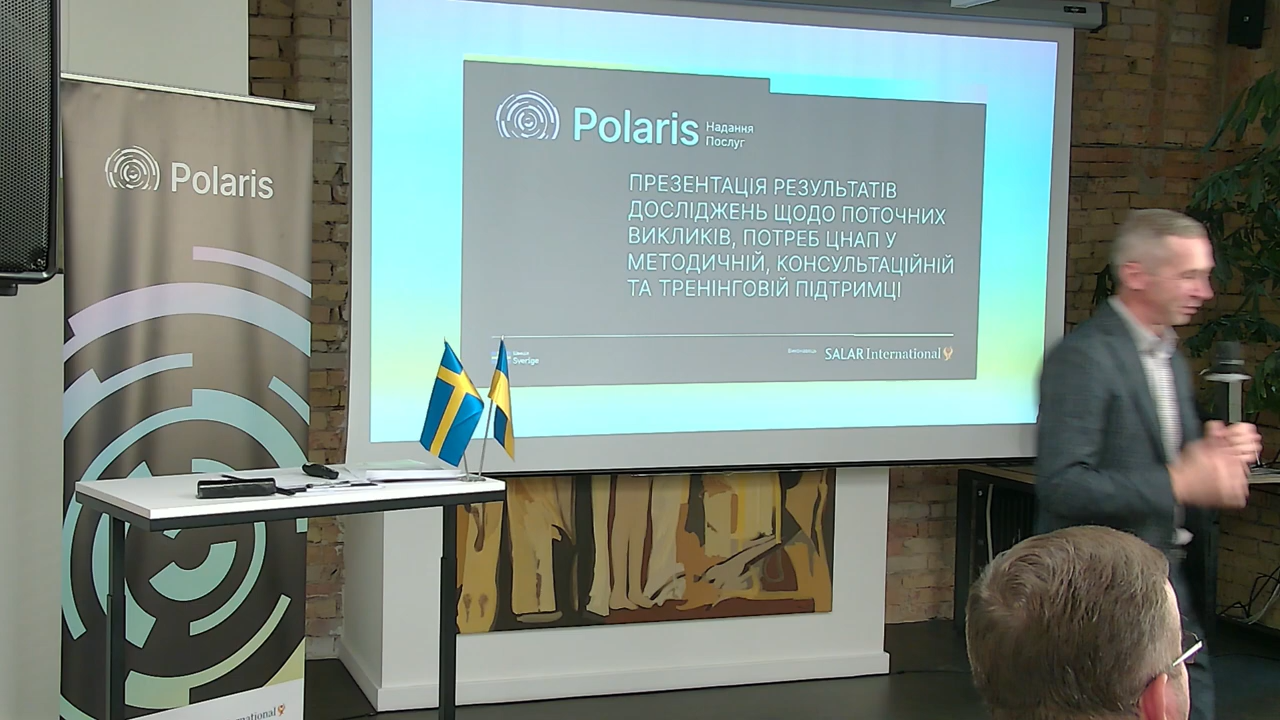 Polaris
national
Polaris
Надання
Послуг
ПРЕЗЕНТАЦІЯ РЕЗУЛЬТАТІВ
ДОСЛІДЖЕНЬ ЩОДО ПОТОЧНИХ
ВИКЛИКІВ, ПОТРЕБ ЦНАП У
МЕТОДИЧНІЙ, КОНСУЛЬТАЦІЙНІЙ
ТА ТРЕНІНГОВІЙ ПІДТРИМЦІ
Sverige
SALAR International